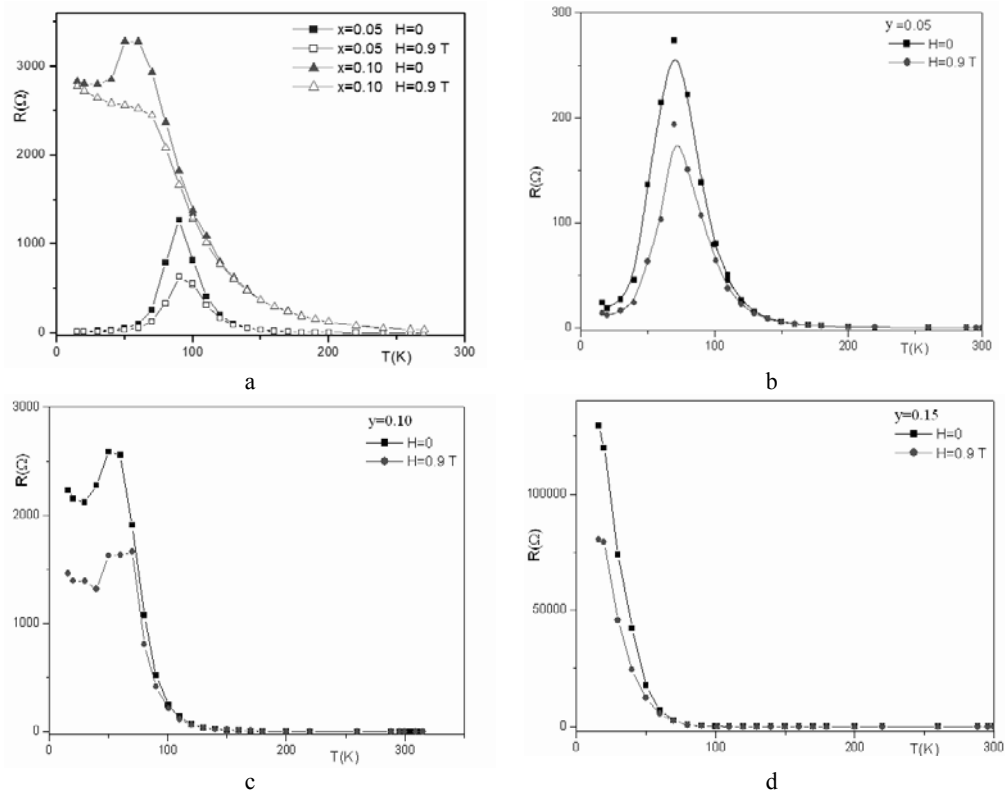 3000
2000
1000
0
R(Ω)
x=0.05 H=0
x=0.05 H=0.9 T
x=0.10 H=0
x=0.10 H=0.9 T
0 100 200 300
T(K)
a
300
200
100
0
R(Ω)
y=0.05
H=0
H=0.9 T
0 100 200 300
T(K)
b
3000
2000
1000
0
R(Ω)
y=0.10
H=0
H=0.9 T
0 100 200 300
T(K)
c
100000
50000
0
R(Ω)
y=0.15
H=0
H=0.9 T
0 100 200 300
T(K)
d